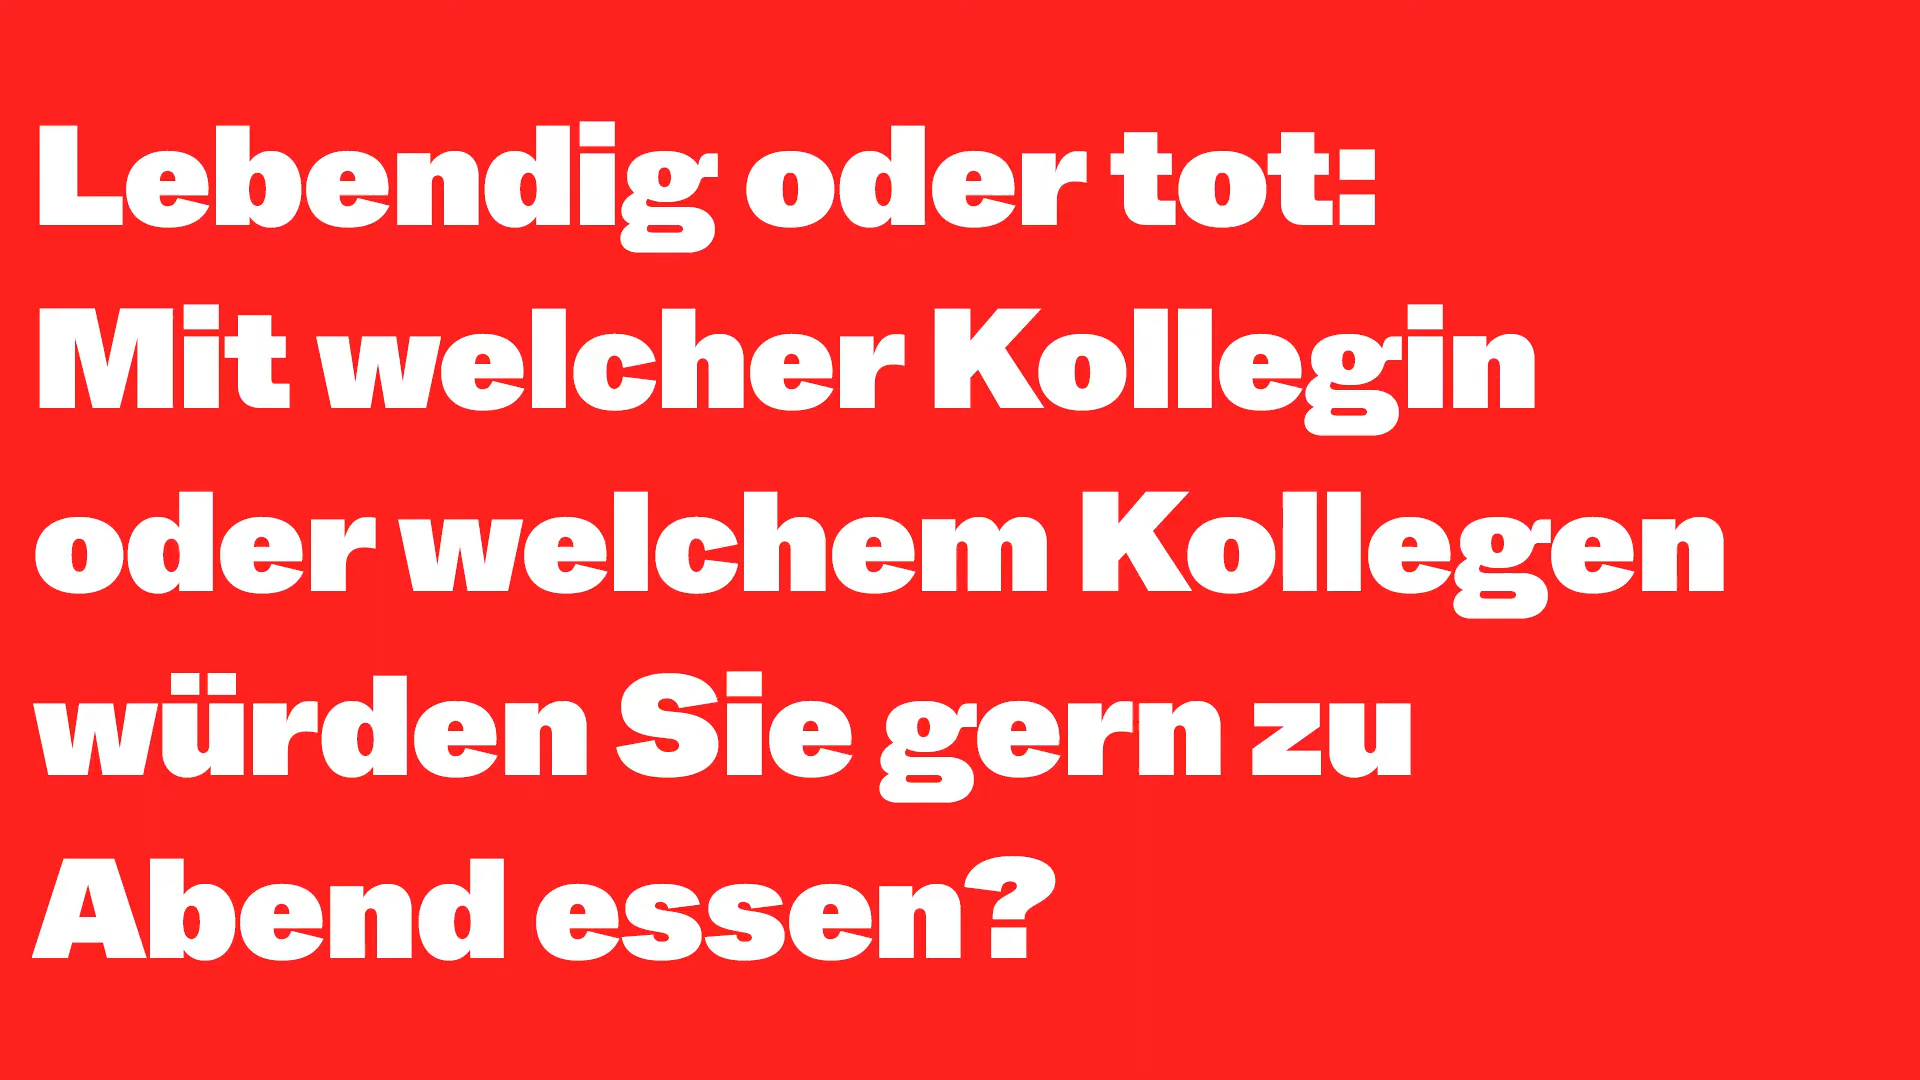 Lebendig oder tot:
Mit welcher Kollegin
oder welchem Kollegen
würden Sie gern zu
Abend essen?